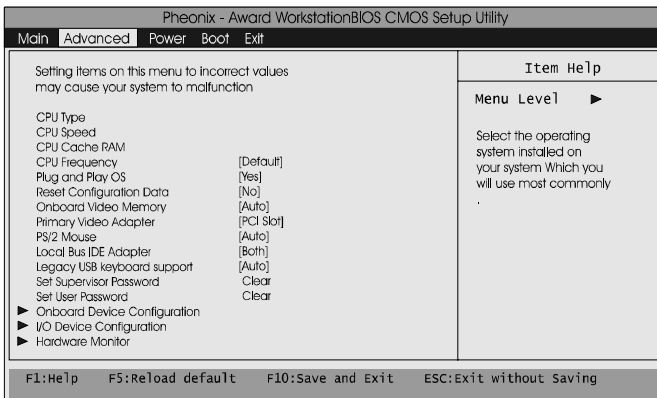 Pheonix - Award WorkstationBIOS CMOS Setup Utility
Main Advanced Power Boot Exit
Setting items on this menu to incorrect values
may cause your system to malfunction
CPU Type
CPU Speed
CPU Cache RAM
CPU Frequency [Default]
Plug and Play OS [Yes]
Reset Configuration Data [No]
Onboard Video Memory [Auto]
Primary Video Adapter [PCI Slot]
PS/2 Mouse [Auto]
Local Bus IDE Adapter [Both]
Legacy USB keyboard support [Auto]
Set Supervisor Password Clear
Set User Password Clear
▶ Onboard Device Configuration
▶ I/O Device Configuration
▶ Hardware Monitor
Item Help
Menu Level ▶
Select the operating
system installed on
your system Which you
will use most commonly
.
F1:Help F5:Reload default F10:Save and Exit ESC:Exit without Saving